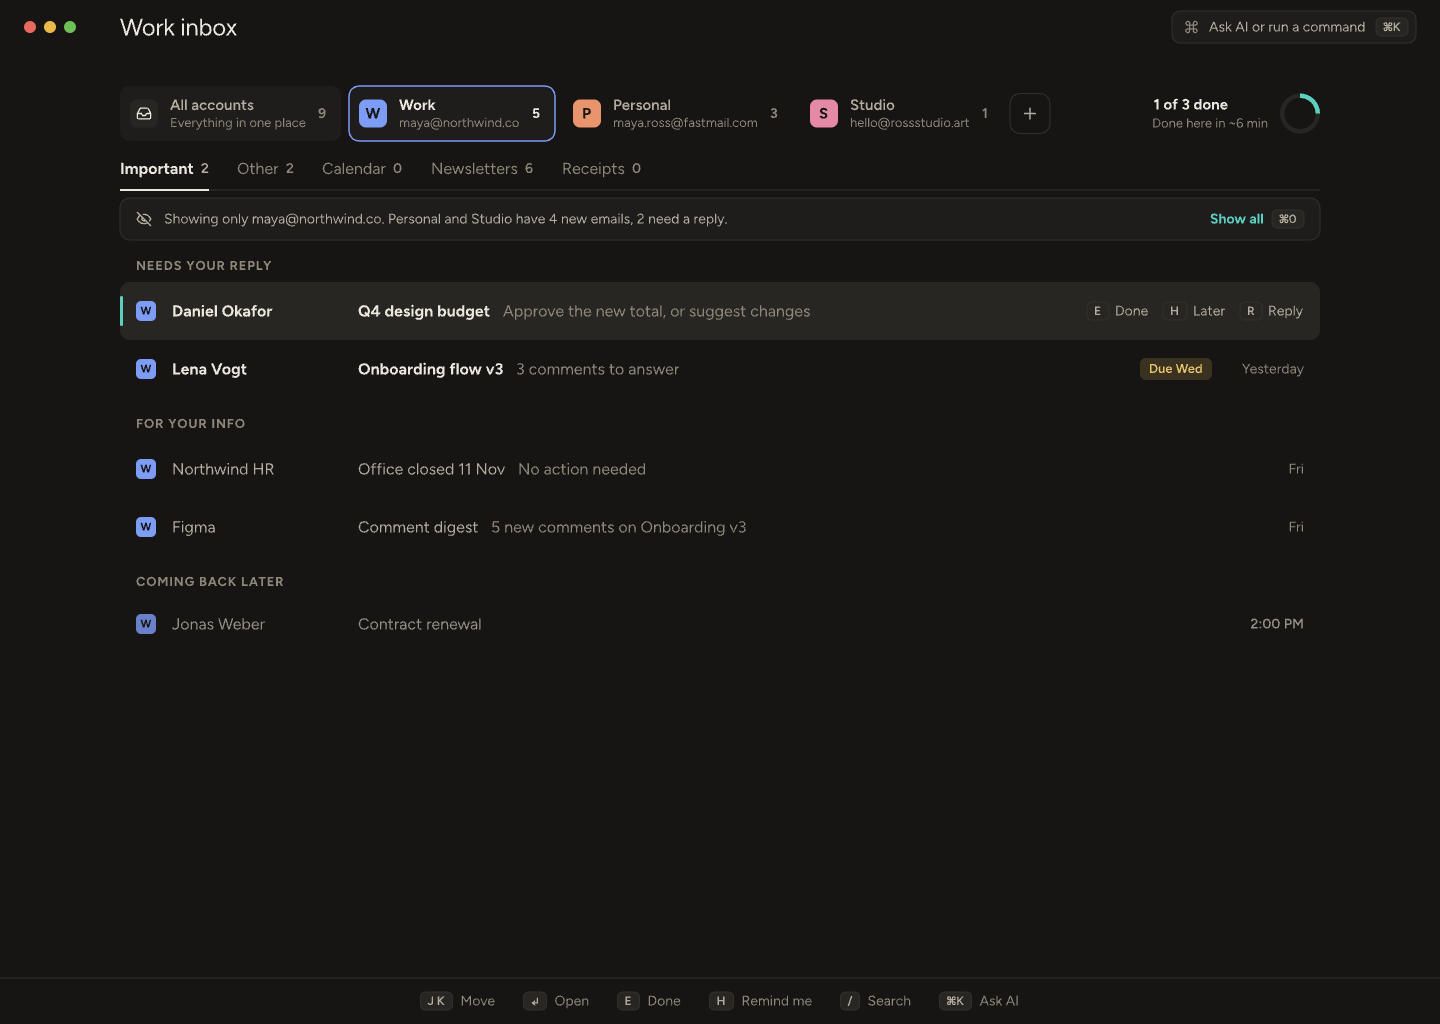 Work inbox
⌘ Ask AI or run a command ⌘K
All accounts
Everything in one place
9
W
Work
maya@northwind.co
5
P
Personal
maya.ross@fastmail.com
3
S
Studio
hello@rossstudio.art
1
+
1 of 3 done
Done here in ~6 min
Important 2 Other 2 Calendar 0 Newsletters 6 Receipts 0
Showing only maya@northwind.co. Personal and Studio have 4 new emails, 2 need a reply. Show all ⌘0
NEEDS YOUR REPLY
W Daniel Okafor Q4 design budget Approve the new total, or suggest changes E Done H Later R Reply
W Lena Vogt Onboarding flow v3 3 comments to answer Due Wed Yesterday
FOR YOUR INFO
W Northwind HR Office closed 11 Nov No action needed Fri
W Figma Comment digest 5 new comments on Onboarding v3 Fri
COMING BACK LATER
W Jonas Weber Contract renewal 2:00 PM
J K Move ↲ Open E Done H Remind me / Search ⌘K Ask AI